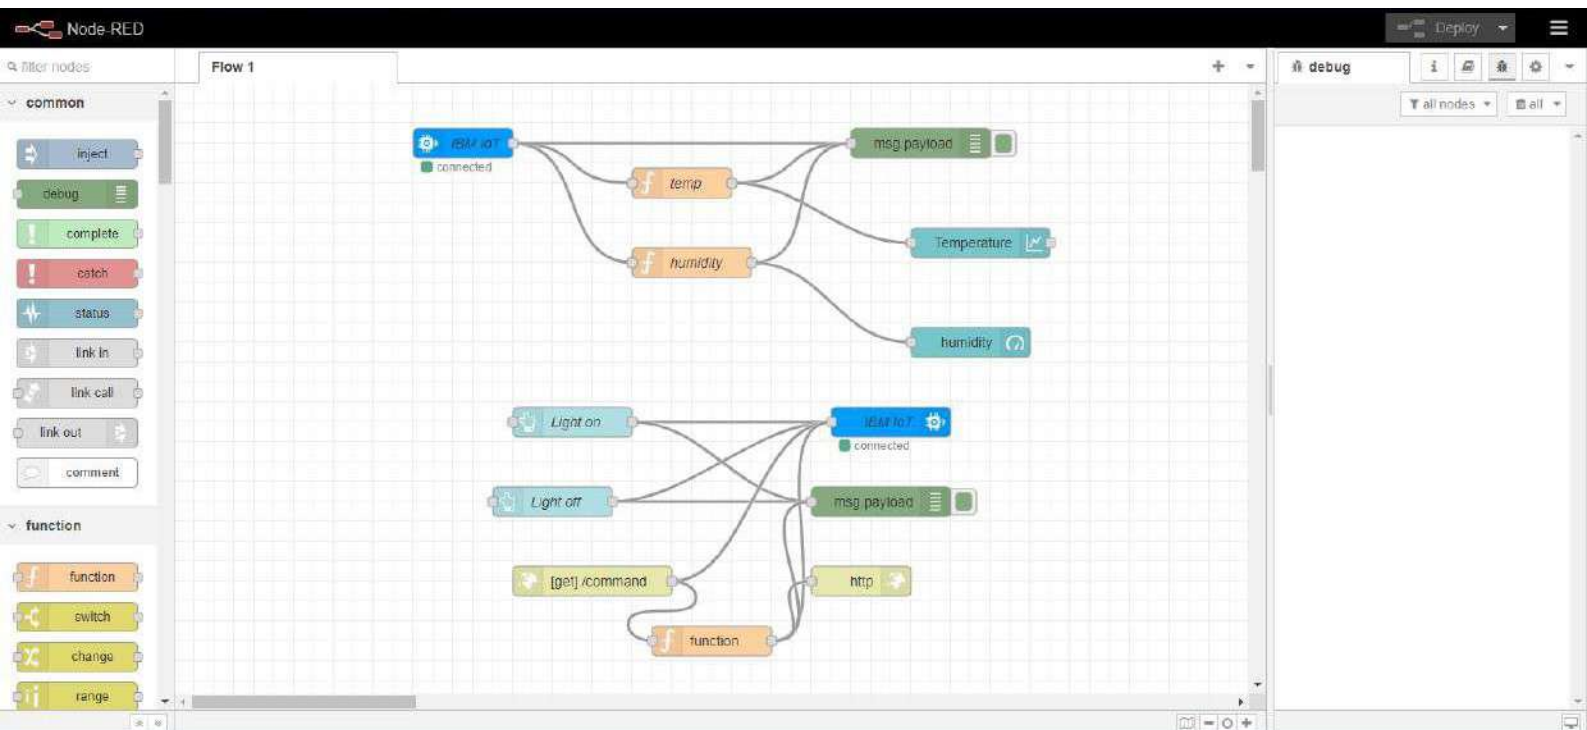 Node-RED
Deploy
filter nodes
Flow 1
debug
i
all nodes
all
common
inject
debug
complete
catch
status
link in
link call
link out
comment
function
function
switch
change
range
IBM IoT
connected
msg.payload
temp
Temperature
humidity
humidity
Light on
IBM IoT
connected
Light off
msg.payload
[get] /command
http
function